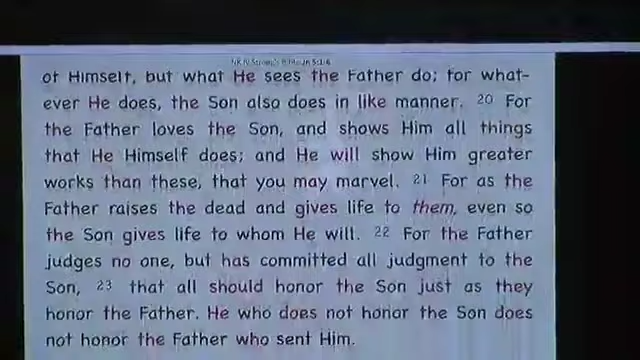 of Himself, but what He sees the Father do; for what-
ever He does, the Son also does in like manner. 20 For
the Father loves the Son, and shows Him all things
that He Himself does; and He will show Him greater
works than these, that you may marvel. 21 For as the
Father raises the dead and gives life to them, even so
the Son gives life to whom He will. 22 For the Father
judges no one, but has committed all judgment to the
Son, 23 that all should honor the Son just as they
honor the Father. He who does not honor the Son does
not honor the Father who sent Him.